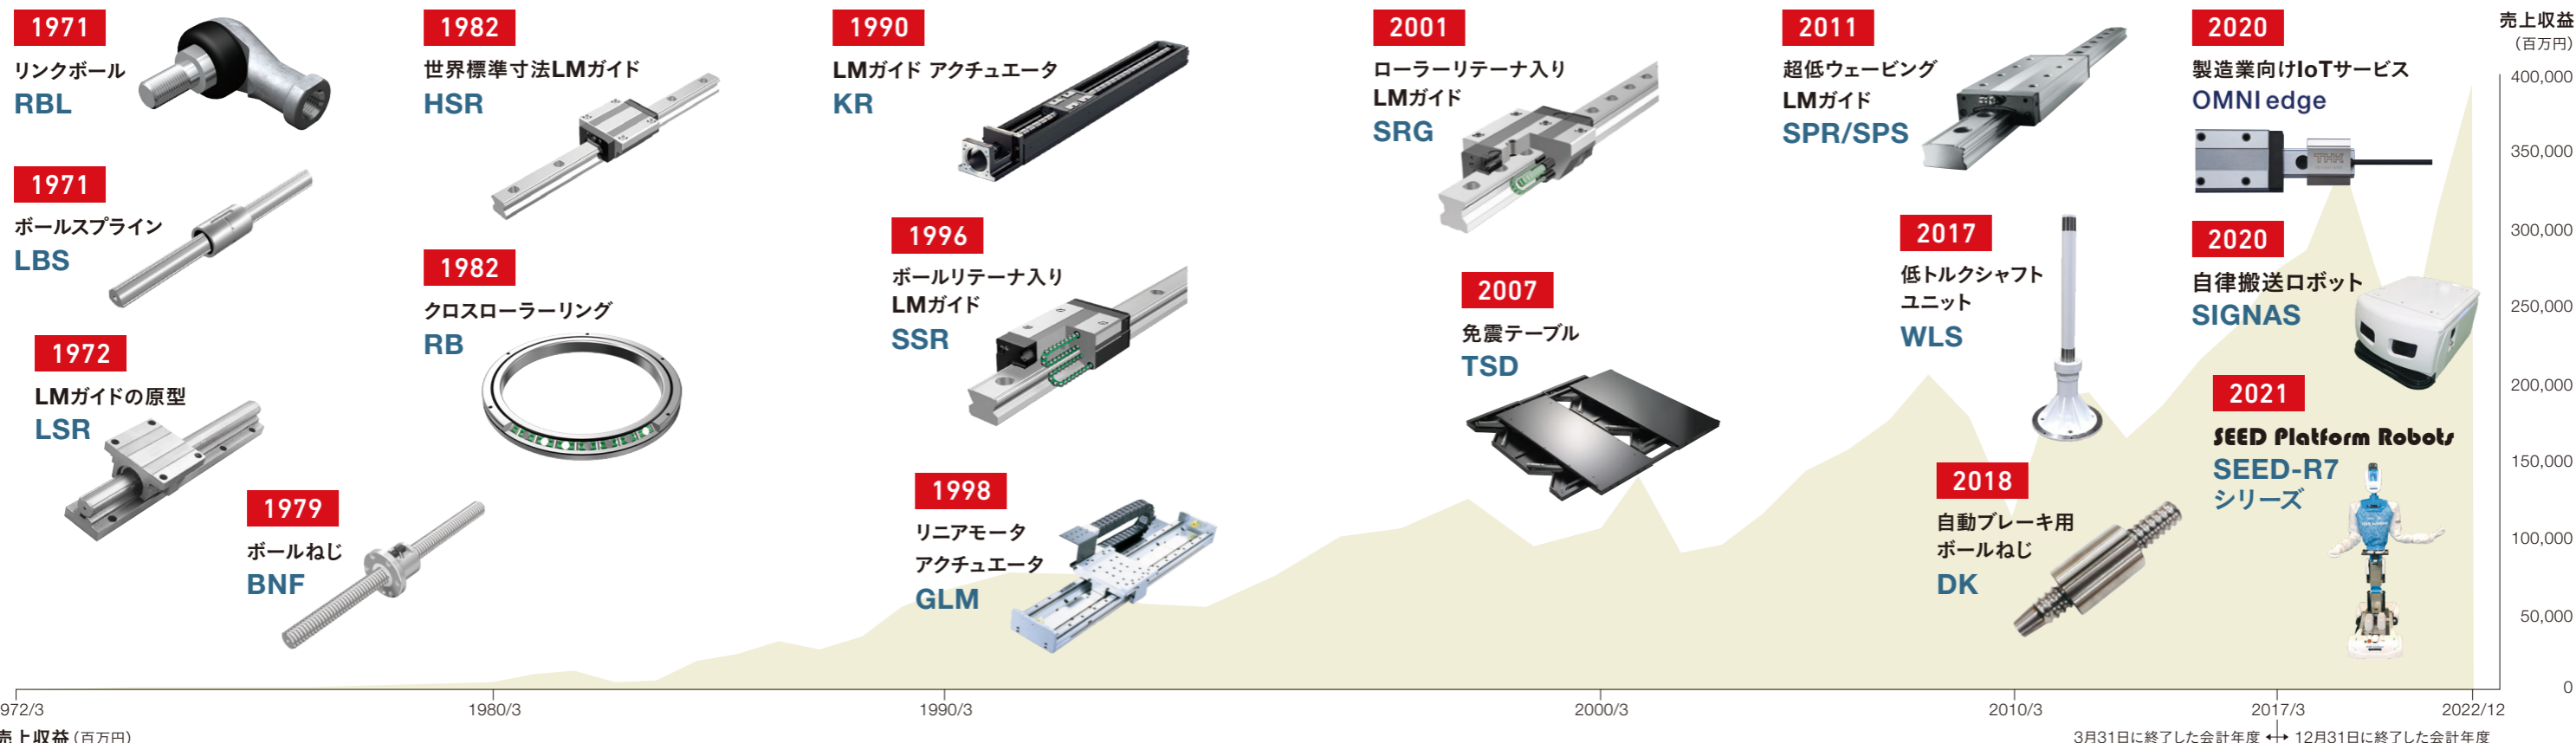 1971
リンクボール
RBL
1971
ボールスプライン
LBS
1972
LMガイドの原型
LSR
1979
ボールねじ
BNF
1982
世界標準寸法LMガイド
HSR
1982
クロスローラーリング
RB
1990
LMガイド アクチュエータ
KR
1996
ボールリテーナ入り
LMガイド
SSR
1998
リニアモータ
アクチュエータ
GLM
2001
ローラーリテーナ入り
LMガイド
SRG
2007
免震テーブル
TSD
2011
超低ウェービング
LMガイド
SPR/SPS
2017
低トルクシャフト
ユニット
WLS
2018
自動ブレーキ用
ボールねじ
DK
2020
製造業向けIoTサービス
OMNI edge
THK
2020
自律搬送ロボット
SIGNAS
2021
SEED Platform Robots
SEED-R7
シリーズ
売上収益
(百万円)
400,000
350,000
300,000
250,000
200,000
150,000
100,000
50,000
0
972/3
1980/3
1990/3
2000/3
2010/3
2017/3
2022/12
売上収益(百万円)
3月31日に終了した会計年度 ↔ 12月31日に終了した会計年度